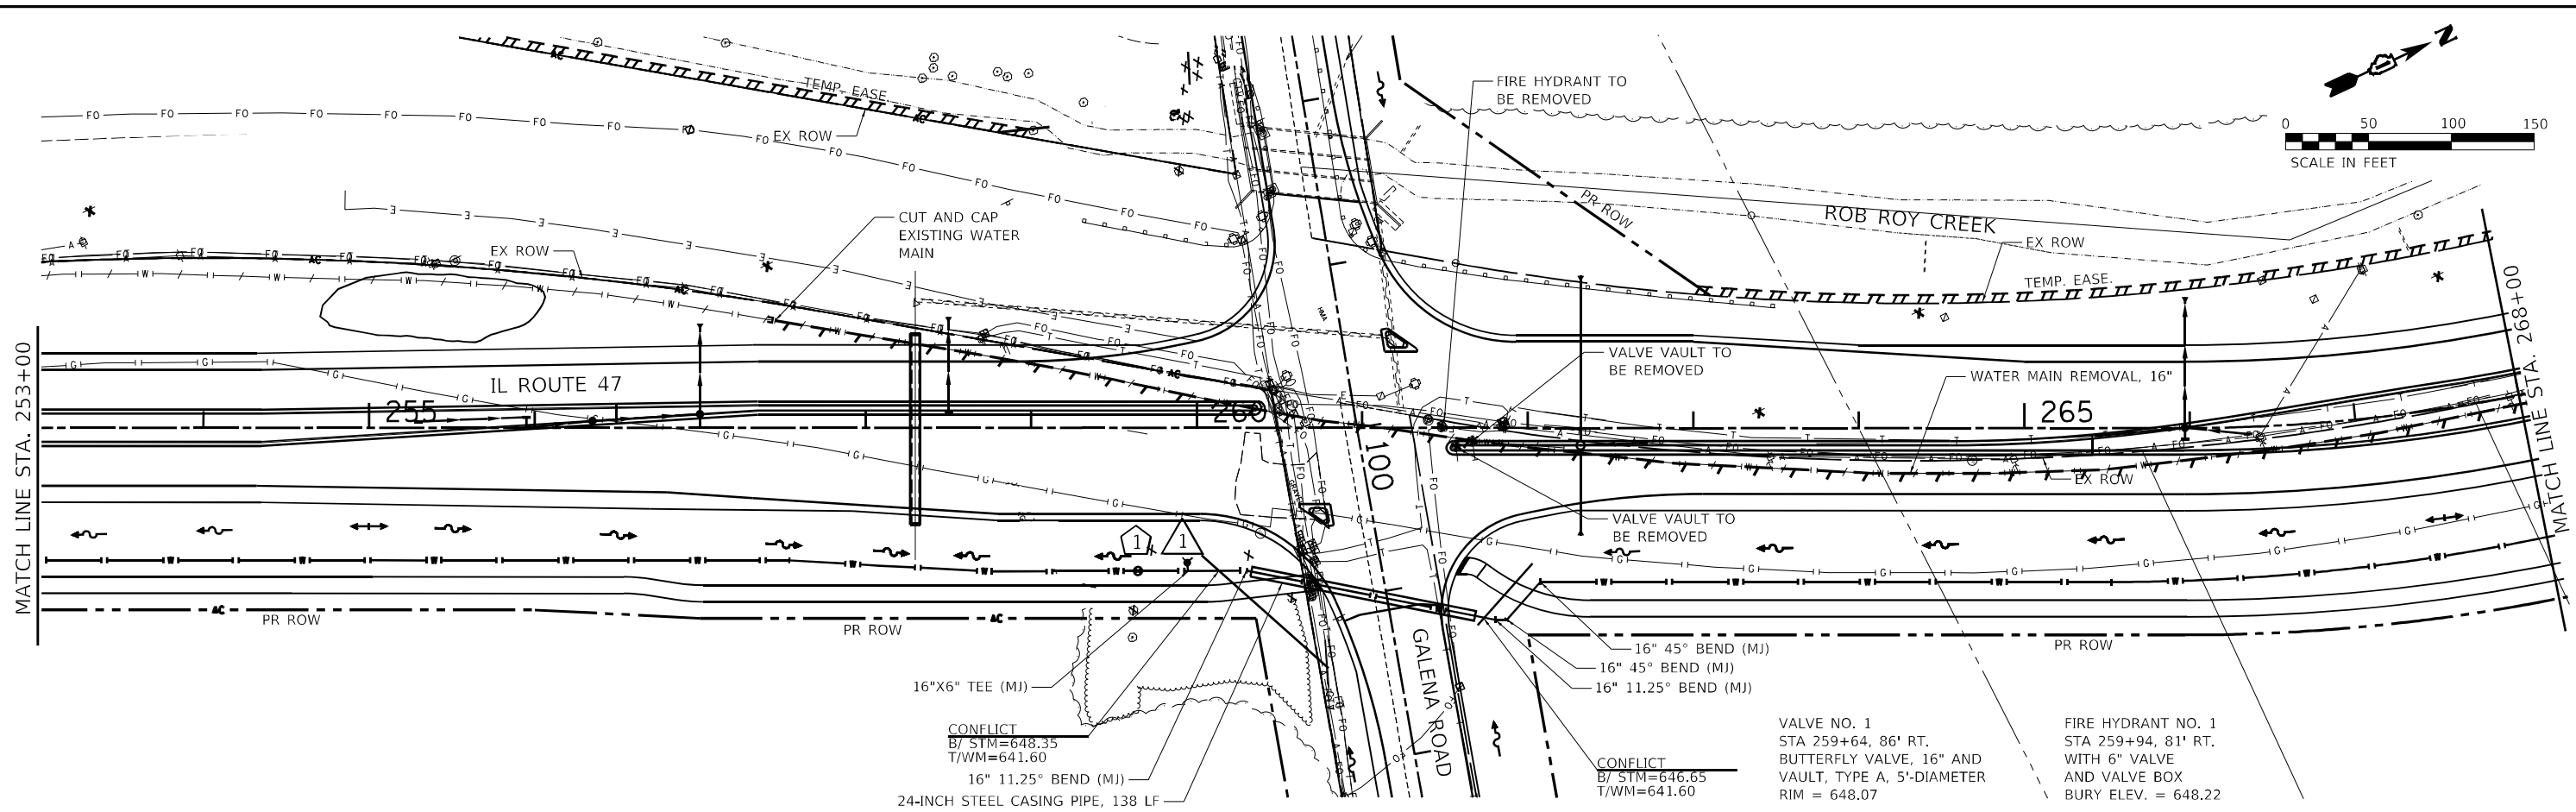 N
0 50 100 150
SCALE IN FEET
FIRE HYDRANT TO
BE REMOVED
TEMP. EASE
EX ROW
PR ROW
ROB ROY CREEK
EX ROW
TEMP. EASE.
CUT AND CAP
EXISTING WATER
MAIN
EX ROW
VALVE VAULT TO
BE REMOVED
WATER MAIN REMOVAL, 16"
IL ROUTE 47
255
260
265
100
HMA
EX ROW
VALVE VAULT TO
BE REMOVED
1
1
MATCH LINE STA. 253+00
MATCH LINE STA. 268+00
PR ROW
PR ROW
PR ROW
GALENA ROAD
16" 45° BEND (MJ)
16" 45° BEND (MJ)
16" 11.25° BEND (MJ)
16"X6" TEE (MJ)
CONFLICT
B/ STM=648.35
T/WM=641.60
16" 11.25° BEND (MJ)
24-INCH STEEL CASING PIPE, 138 LF
CONFLICT
B/ STM=646.65
T/WM=641.60
VALVE NO. 1
STA 259+64, 86' RT.
BUTTERFLY VALVE, 16" AND
VAULT, TYPE A, 5'-DIAMETER
RIM = 648.07
FIRE HYDRANT NO. 1
STA 259+94, 81' RT.
WITH 6" VALVE
AND VALVE BOX
BURY ELEV. = 648.22